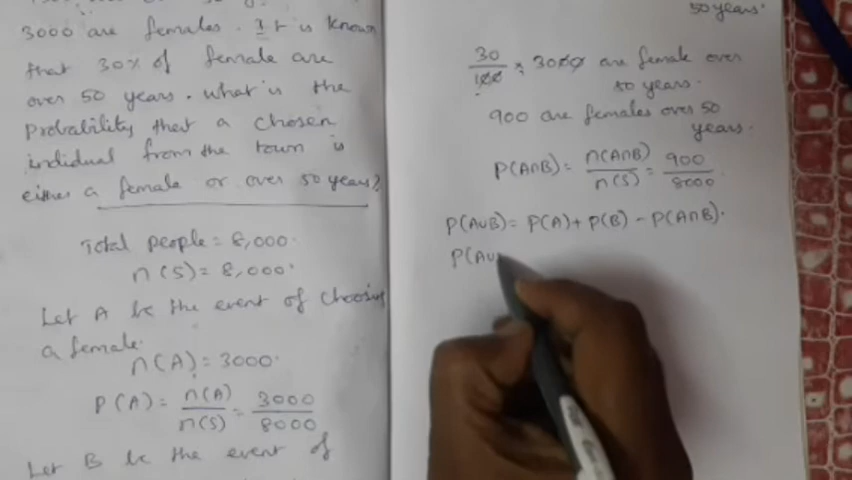 3000 are females. It is known
that 30% of female are
over 50 years. what is the
Probability that a chosen
indidual from the town is
either a female or over 50 years?
Total people = 8,000.
n(S) = 8,000.
Let A be the event of choosing
a female.
n(A) = 3000.
P(A) = n(A)/n(S) = 3000/8000
Let B be the event of
50 years.
30/100 × 3000 are female over
50 years.
900 are females over 50
years.
P(A∩B) = n(A∩B)/n(S) = 900/8000
P(A∪B) = P(A) + P(B) - P(A∩B).
P(A∪